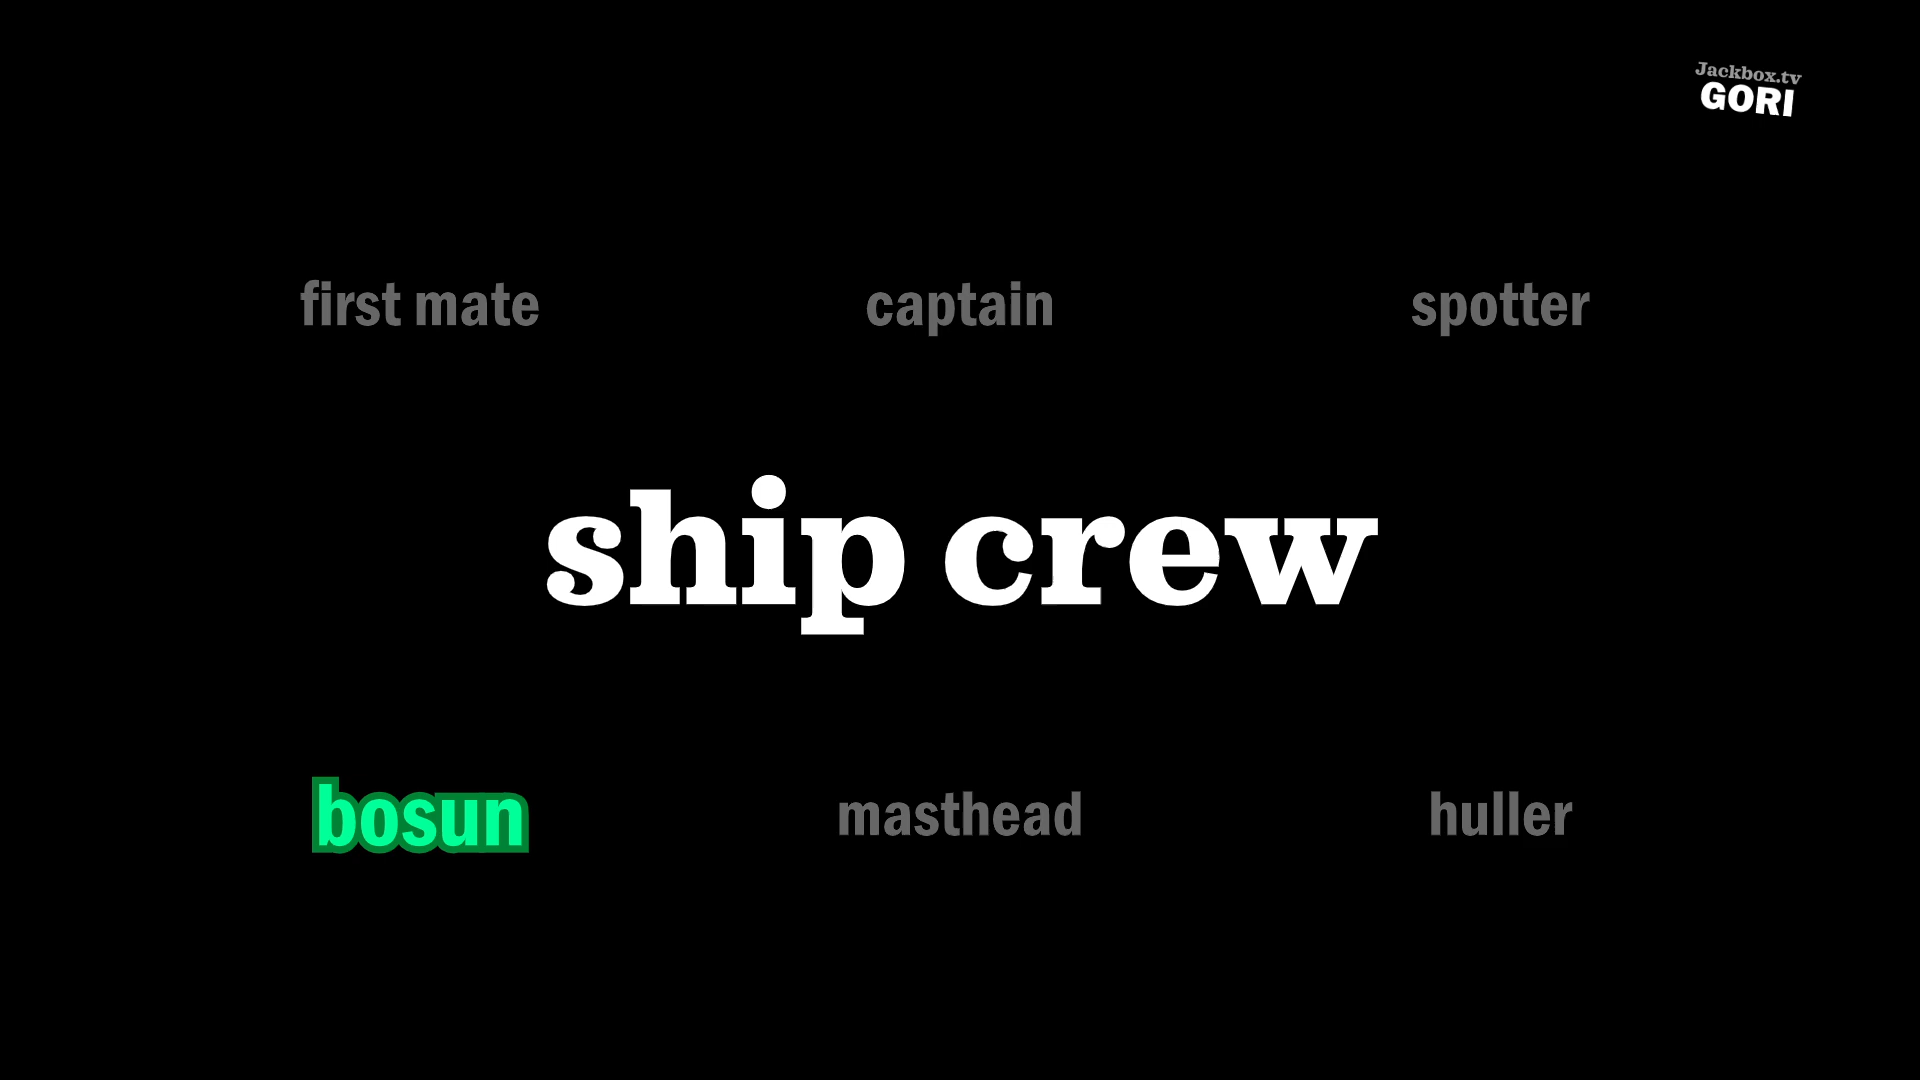 Jackbox.tv
GORI
first mate
captain
spotter
ship crew
bosun
masthead
huller